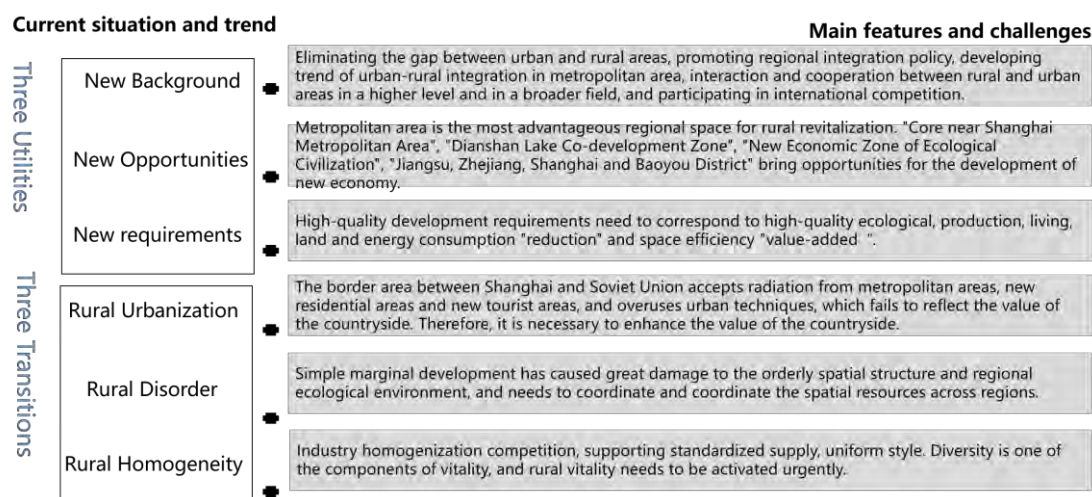 Current situation and trend
Main features and challenges
Three Utilities
New Background
Eliminating the gap between urban and rural areas, promoting regional integration policy, developing
trend of urban-rural integration in metropolitan area, interaction and cooperation between rural and urban
areas in a higher level and in a broader field, and participating in international competition.
New Opportunities
Metropolitan area is the most advantageous regional space for rural revitalization. "Core near Shanghai
Metropolitan Area", "Dianshan Lake Co-development Zone", "New Economic Zone of Ecological
Civilization", "Jiangsu, Zhejiang, Shanghai and Baoyou District" bring opportunities for the development of
new economy.
New requirements
High-quality development requirements need to correspond to high-quality ecological, production, living,
land and energy consumption "reduction" and space efficiency "value-added ".
Three Transitions
Rural Urbanization
The border area between Shanghai and Soviet Union accepts radiation from metropolitan areas, new
residential areas and new tourist areas, and overuses urban techniques, which fails to reflect the value of
the countryside. Therefore, it is necessary to enhance the value of the countryside.
Rural Disorder
Simple marginal development has caused great damage to the orderly spatial structure and regional
ecological environment, and needs to coordinate and coordinate the spatial resources across regions.
Rural Homogeneity
Industry homogenization competition, supporting standardized supply, uniform style. Diversity is one of
the components of vitality, and rural vitality needs to be activated urgently.